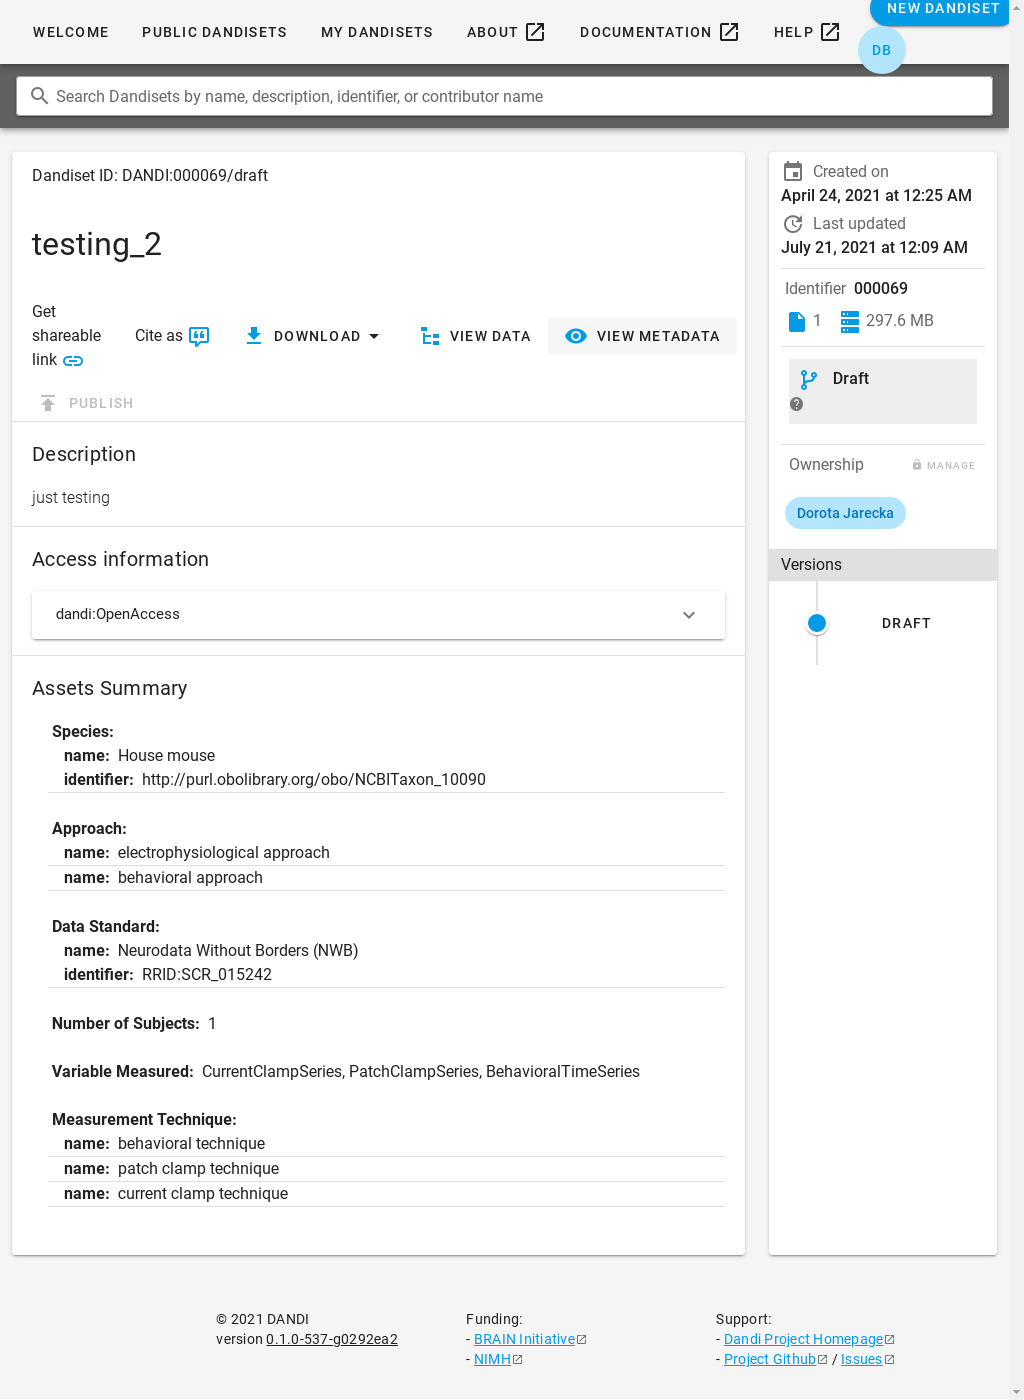 WELCOME PUBLIC DANDISETS MY DANDISETS ABOUT DOCUMENTATION HELP NEW DANDISET
DB
Search Dandisets by name, description, identifier, or contributor name
Dandiset ID: DANDI:000069/draft
testing_2
Get shareable link
Cite as
DOWNLOAD
VIEW DATA
VIEW METADATA
PUBLISH
Description
just testing
Access information
dandi:OpenAccess
Assets Summary
Species:
name: House mouse
identifier: http://purl.obolibrary.org/obo/NCBITaxon_10090
Approach:
name: electrophysiological approach
name: behavioral approach
Data Standard:
name: Neurodata Without Borders (NWB)
identifier: RRID:SCR_015242
Number of Subjects: 1
Variable Measured: CurrentClampSeries, PatchClampSeries, BehavioralTimeSeries
Measurement Technique:
name: behavioral technique
name: patch clamp technique
name: current clamp technique
Created on
April 24, 2021 at 12:25 AM
Last updated
July 21, 2021 at 12:09 AM
Identifier 000069
1 297.6 MB
Draft
Ownership MANAGE
Dorota Jarecka
Versions
DRAFT
© 2021 DANDI
version 0.1.0-537-g0292ea2
Funding:
- BRAIN Initiative
- NIMH
Support:
- Dandi Project Homepage
- Project Github / Issues